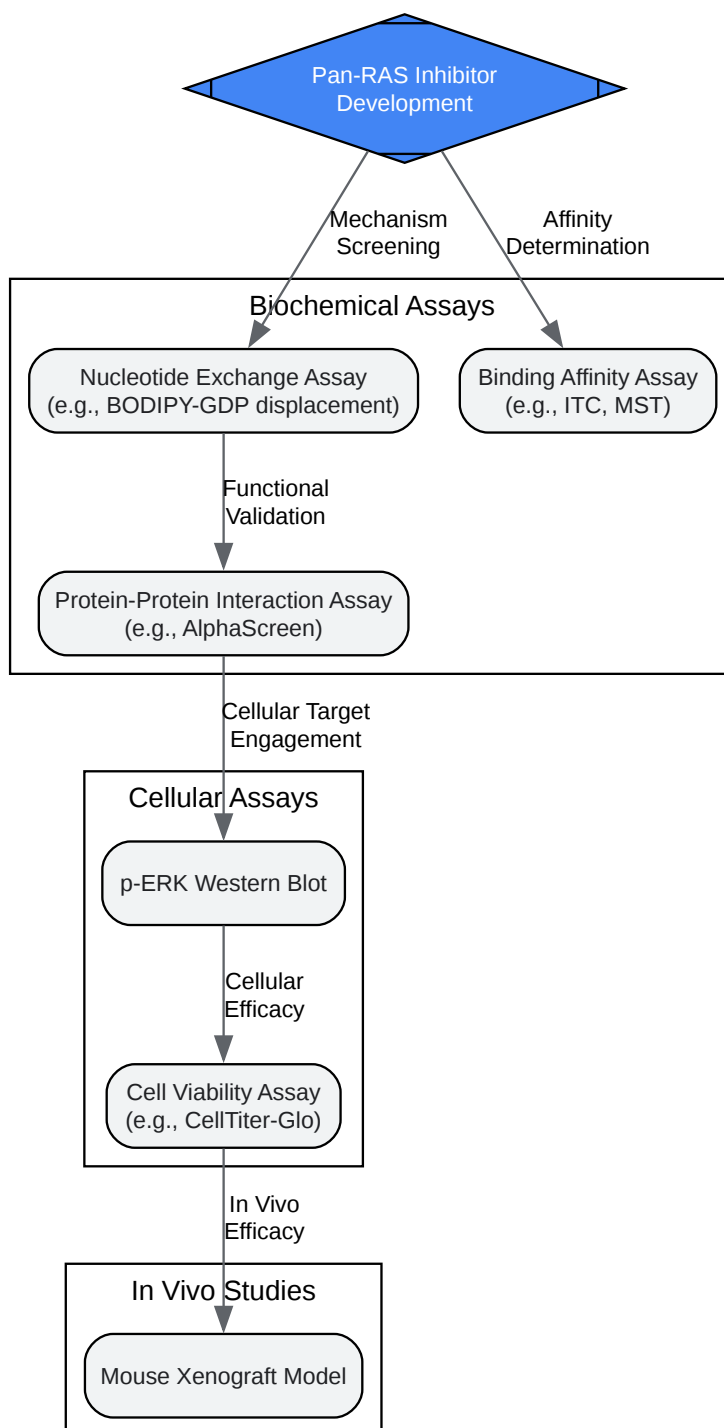 Pan-RAS Inhibitor
Development
Mechanism
Screening
Affinity
Determination
Biochemical Assays
Nucleotide Exchange Assay
(e.g., BODIPY-GDP displacement)
Binding Affinity Assay
(e.g., ITC, MST)
Functional
Validation
Protein-Protein Interaction Assay
(e.g., AlphaScreen)
Cellular Target
Engagement
Cellular Assays
p-ERK Western Blot
Cellular
Efficacy
Cell Viability Assay
(e.g., CellTiter-Glo)
In Vivo
Efficacy
In Vivo Studies
Mouse Xenograft Model